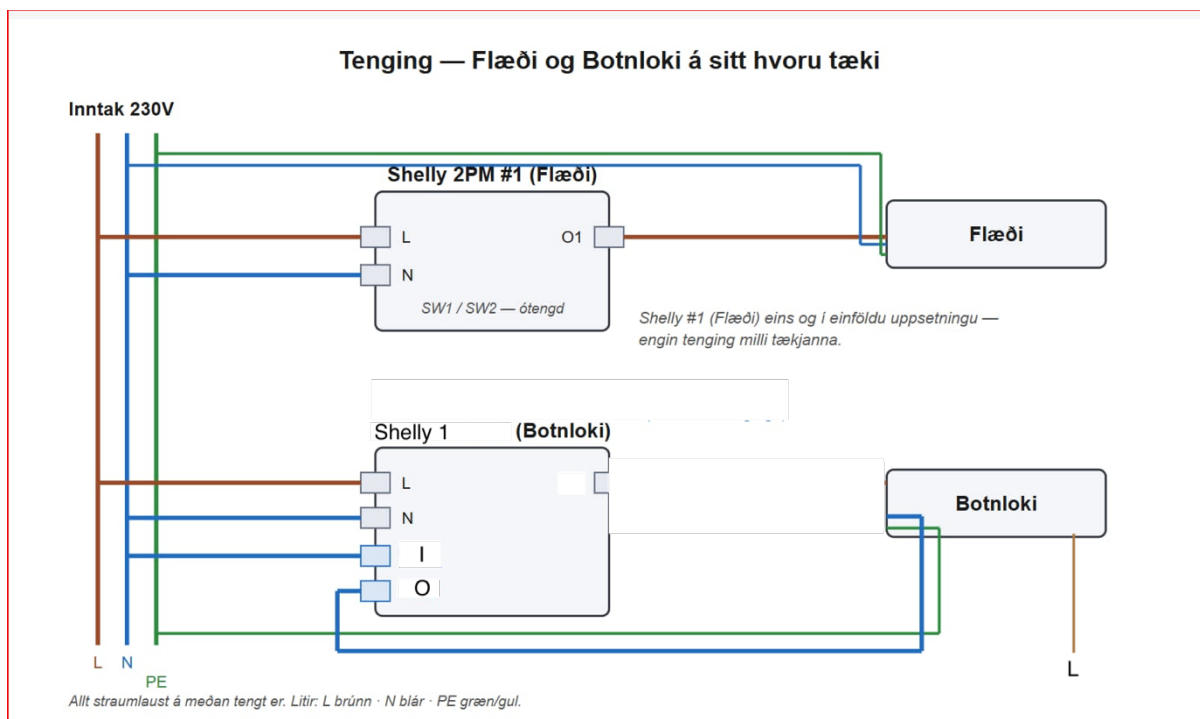 Tenging — Flæði og Botnloki á sitt hvoru tæki
Inntak 230V
Shelly 2PM #1 (Flæði)
L
O1
N
SW1 / SW2 — ótengd
Flæði
Shelly #1 (Flæði) eins og í einföldu uppsetningu —
engin tenging milli tækjanna.
Shelly 1 (Botnloki)
L
N
I
O
Botnloki
L N
PE
L
Allt straumlaust á meðan tengt er. Litir: L brúnn · N blár · PE græn/gul.